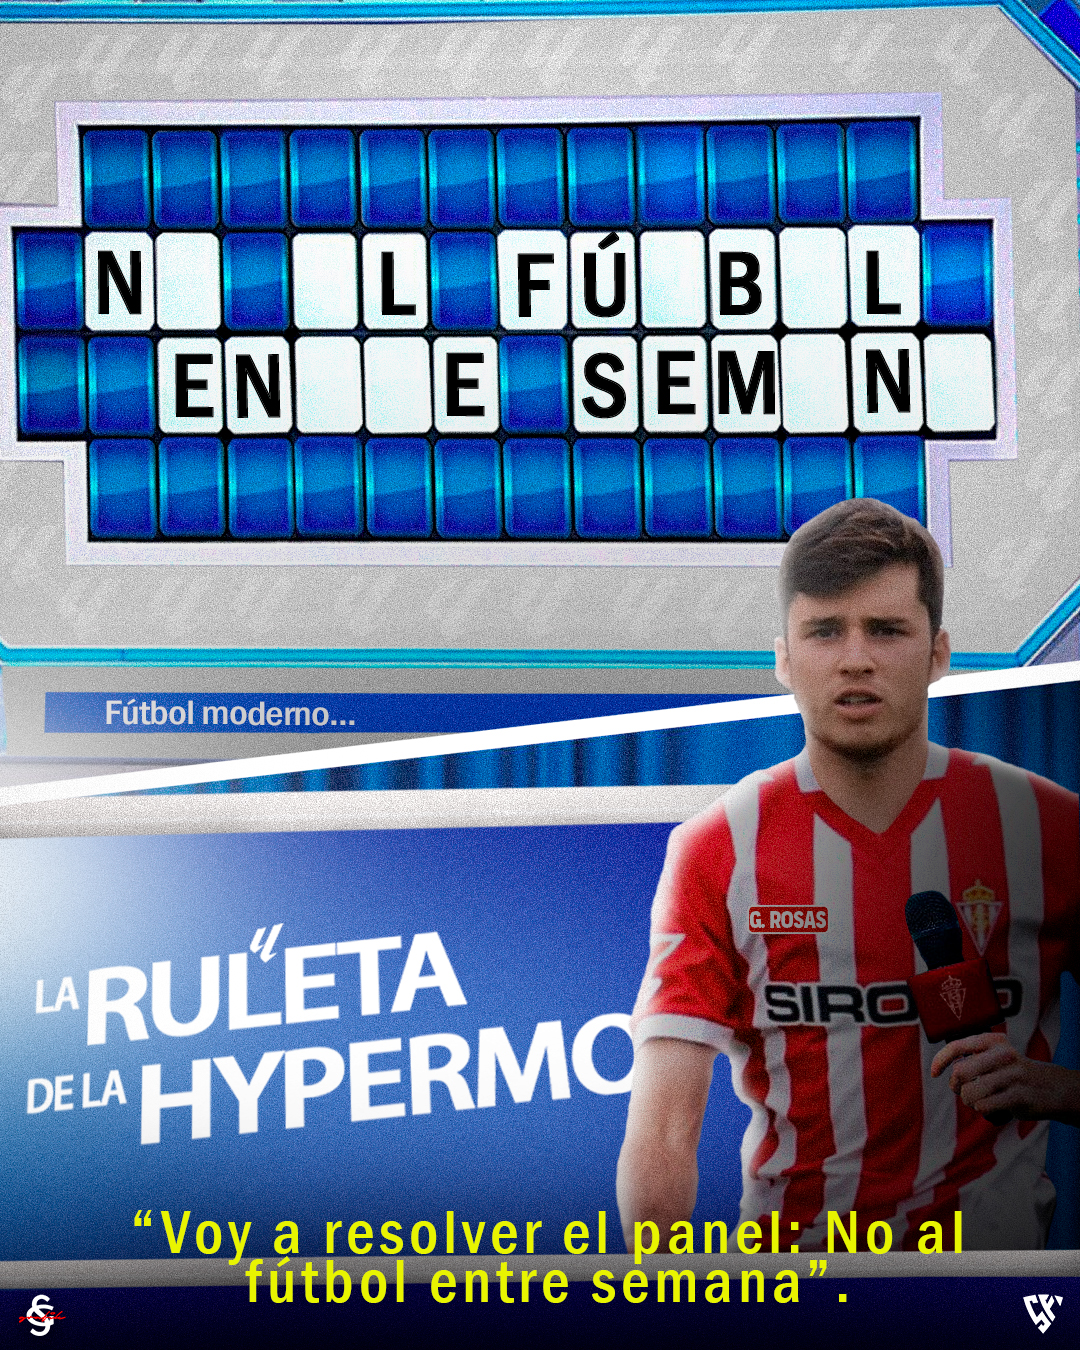 N L FÚ B L
EN E SEM N
Fútbol moderno...
LA RULETA
DE LA HYPERMO
G. ROSAS
SIRO O
“Voy a resolver el panel: No al
fútbol entre semana”.